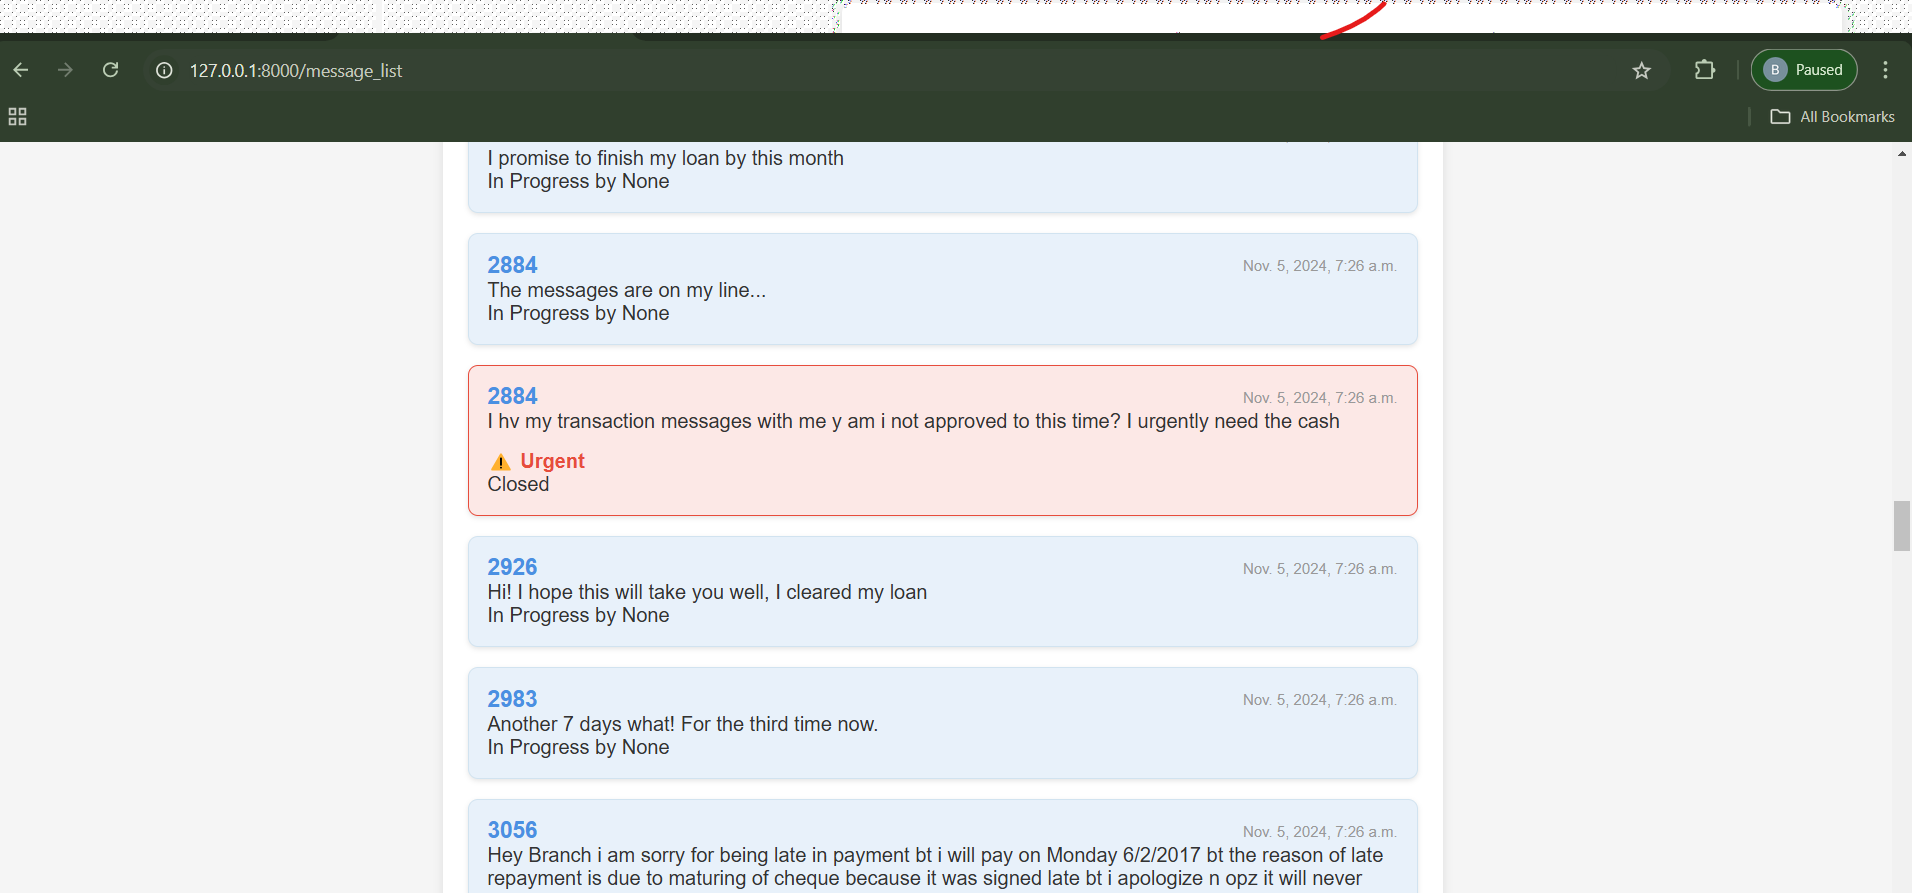 127.0.0.1:8000/message_list
B Paused
All Bookmarks
I promise to finish my loan by this month
In Progress by None
2884 Nov. 5, 2024, 7:26 a.m.
The messages are on my line...
In Progress by None
2884 Nov. 5, 2024, 7:26 a.m.
I hv my transaction messages with me y am i not approved to this time? I urgently need the cash
Urgent
Closed
2926 Nov. 5, 2024, 7:26 a.m.
Hi! I hope this will take you well, I cleared my loan
In Progress by None
2983 Nov. 5, 2024, 7:26 a.m.
Another 7 days what! For the third time now.
In Progress by None
3056 Nov. 5, 2024, 7:26 a.m.
Hey Branch i am sorry for being late in payment bt i will pay on Monday 6/2/2017 bt the reason of late
repayment is due to maturing of cheque because it was signed late bt i apologize n opz it will never